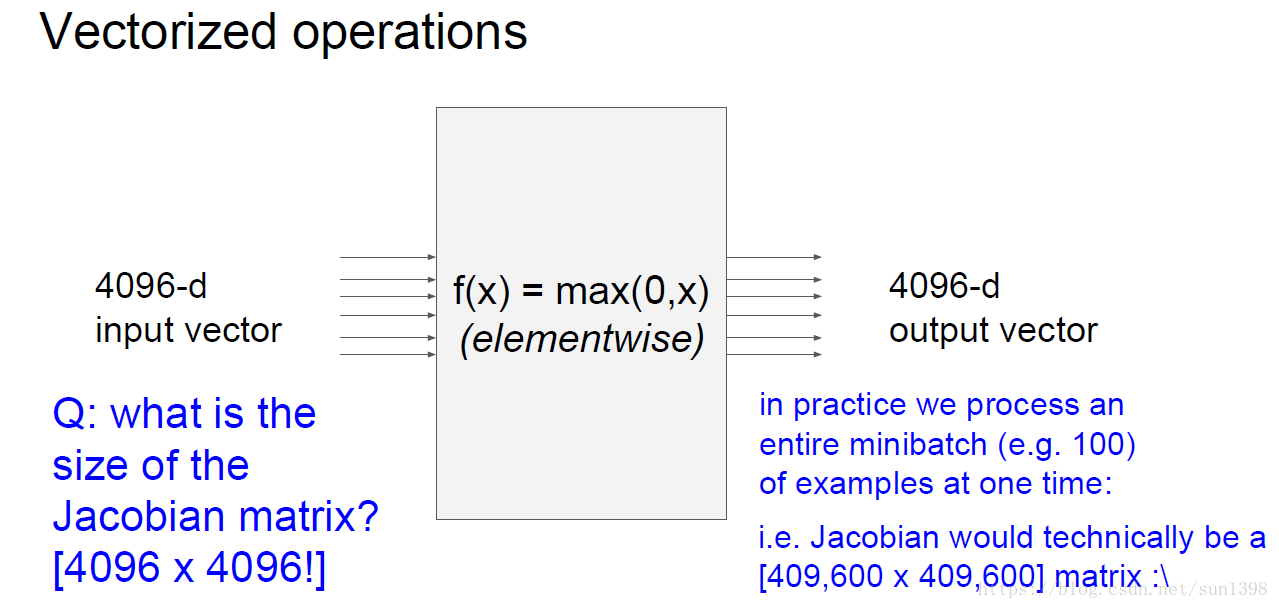 Vectorized operations
4096-d
input vector
f(x) = max(0,x)
(elementwise)
4096-d
output vector
Q: what is the
size of the
Jacobian matrix?
[4096 x 4096!]
in practice we process an
entire minibatch (e.g. 100)
of examples at one time:
i.e. Jacobian would technically be a
[409,600 x 409,600] matrix :\
https://blog.csdn.net/sun1398